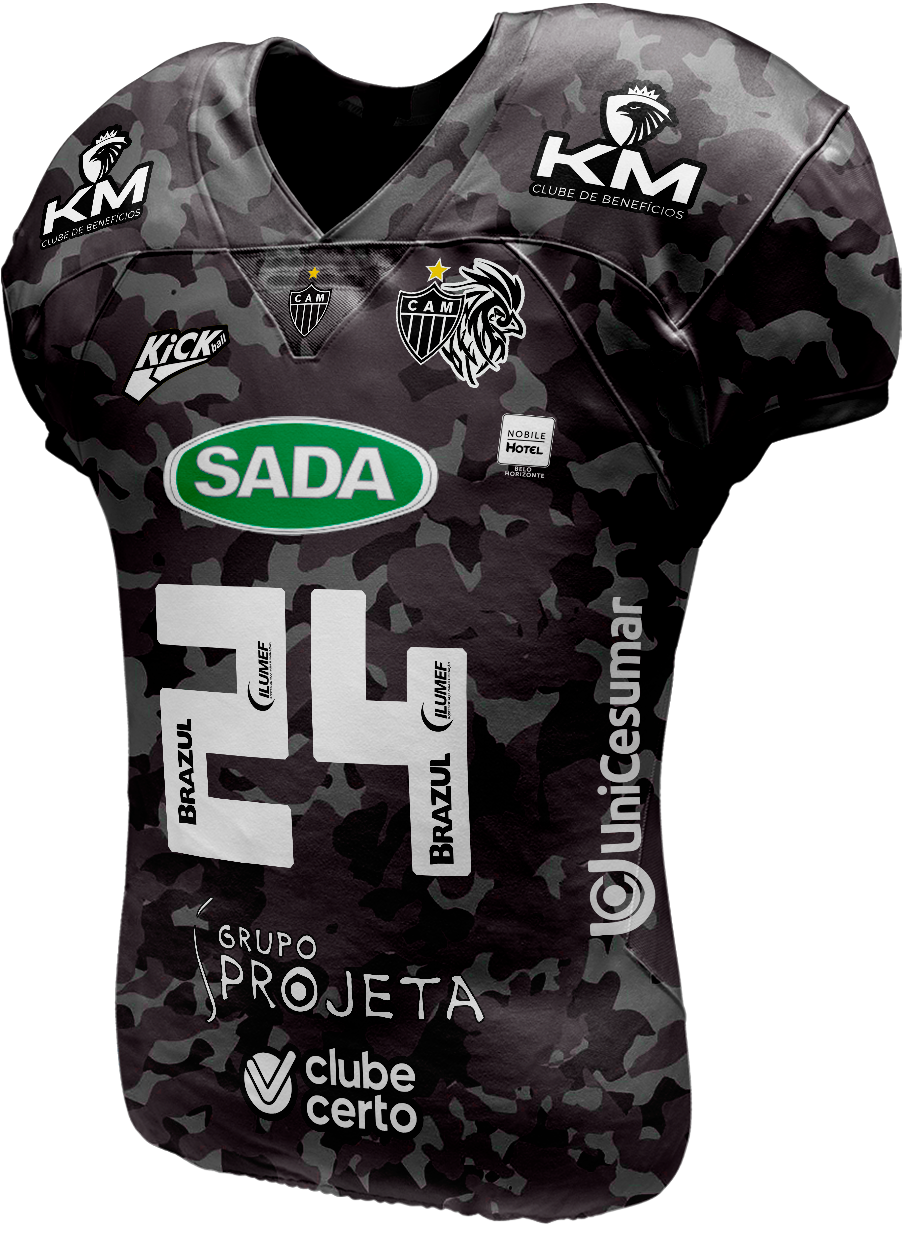 KM
CLUBE DE BENEFÍCIOS
KM
CLUBE DE BENEFÍCIOS
CAM
CAM
KiCK
ball
NOBILE
HOTEL
BELO
HORIZONTE
SADA
24
ILUMEF
ILUMEF
BRAZUL
BRAZUL
UniCesumar
GRUPO
PROJETA
clube
certo